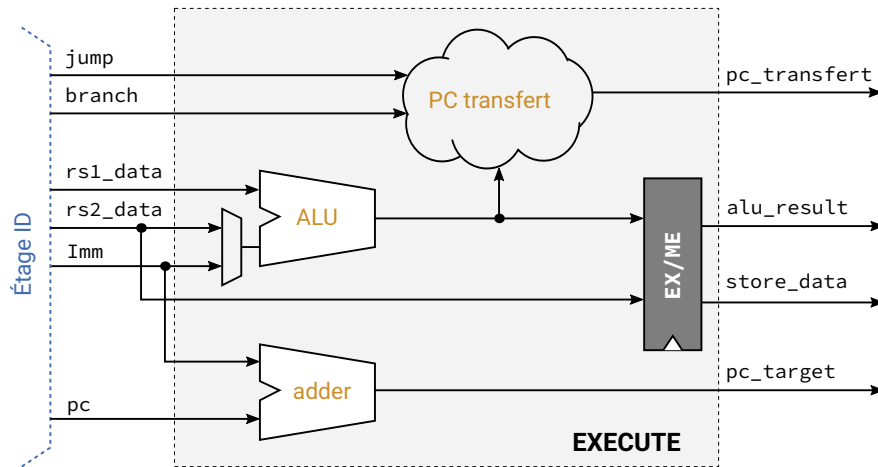 jump
branch
PC transfert
pc_transfert
rs1_data
rs2_data
Imm
ALU
Étage ID
EX/ME
alu_result
store_data
adder
pc
pc_target
EXECUTE